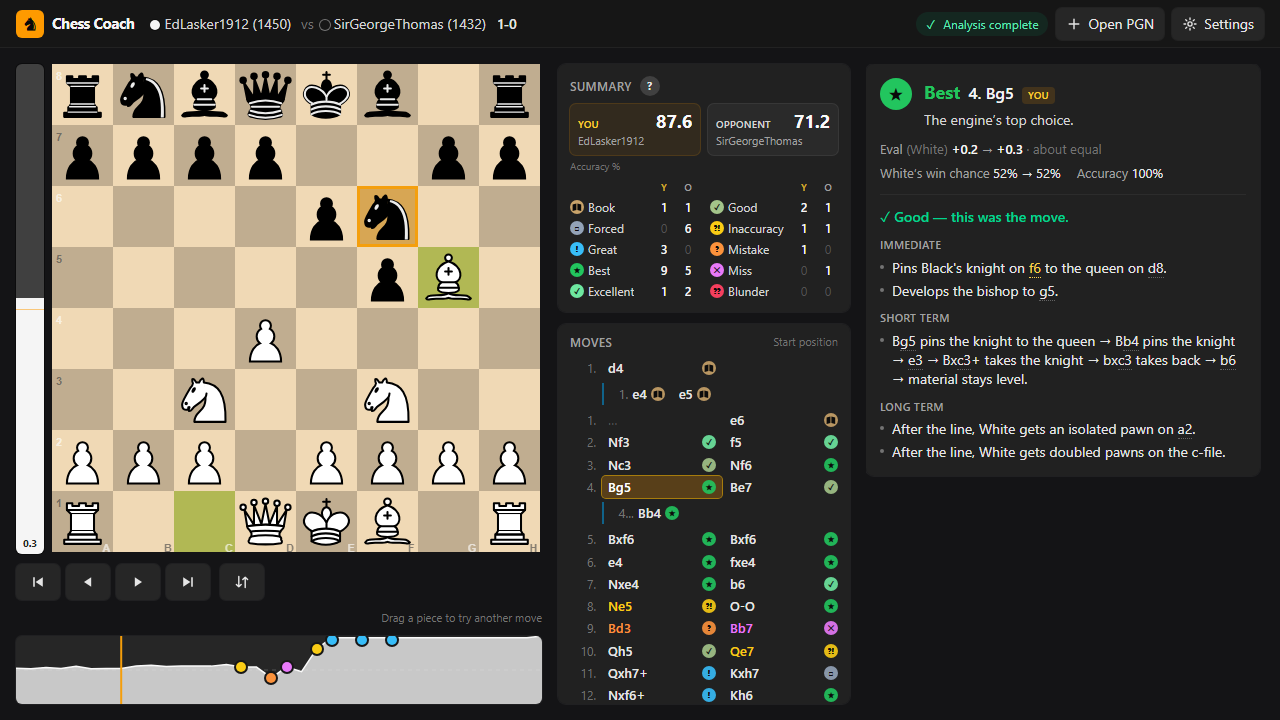 Chess Coach EdLasker1912 (1450) vs SirGeorgeThomas (1432) 1-0 ✓ Analysis complete + Open PGN Settings
8
7
6
5
4
3
2
1
A B C D E F G H
0.3
Drag a piece to try another move
SUMMARY ?
YOU 87.6
EdLasker1912
OPPONENT 71.2
SirGeorgeThomas
Accuracy %
Y O Y O
Book 1 1 Good 2 1
Forced 0 6 Inaccuracy 1 1
Great 3 0 Mistake 1 0
Best 9 5 Miss 0 1
Excellent 1 2 Blunder 0 0
MOVES Start position
1. d4
1. e4 e5
1. ... e6
2. Nf3 f5
3. Nc3 Nf6
4. Bg5 Be7
4... Bb4
5. Bxf6 Bxf6
6. e4 fxe4
7. Nxe4 b6
8. Ne5 ?! O-O
9. Bd3 ? Bb7
10. Qh5 Qe7 ?!
11. Qxh7+ ! Kxh7
12. Nxf6+ ! Kh6
Best 4. Bg5 YOU
The engine's top choice.
Eval (White) +0.2 → +0.3 · about equal
White's win chance 52% → 52% Accuracy 100%
✓ Good — this was the move.
IMMEDIATE
• Pins Black's knight on f6 to the queen on d8.
• Develops the bishop to g5.
SHORT TERM
• Bg5 pins the knight to the queen → Bb4 pins the knight
→ e3 → Bxc3+ takes the knight → bxc3 takes back → b6
→ material stays level.
LONG TERM
• After the line, White gets an isolated pawn on a2.
• After the line, White gets doubled pawns on the c-file.